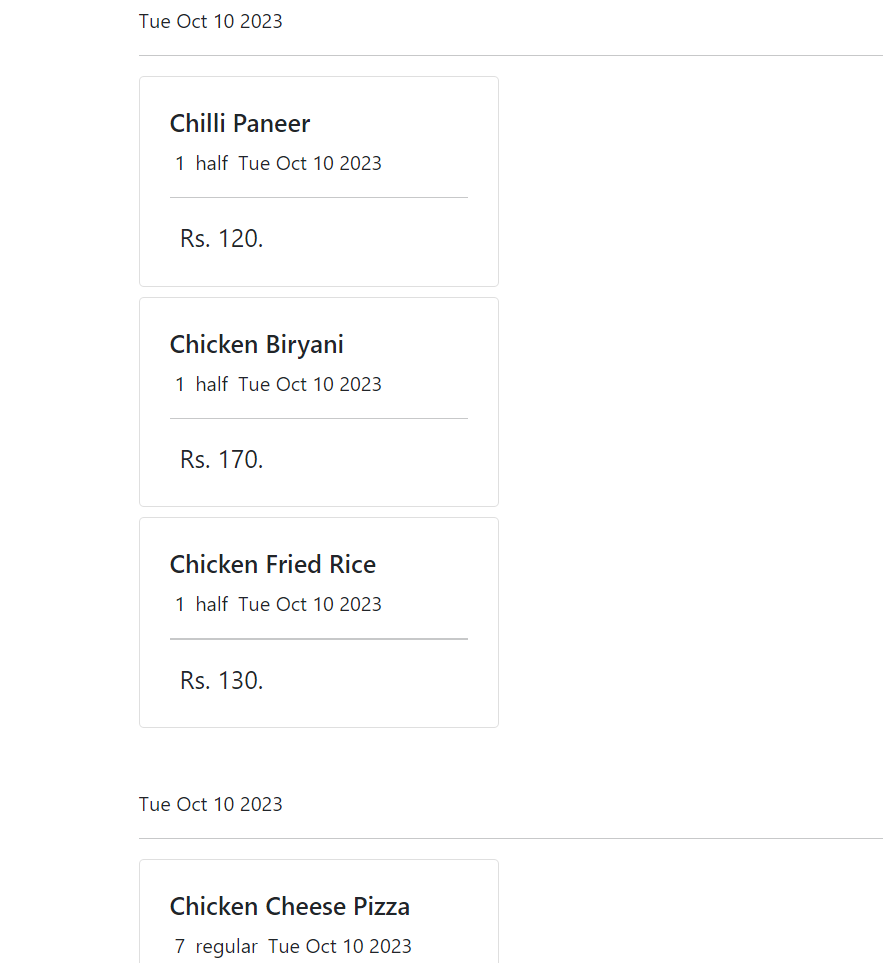 Tue Oct 10 2023
Chilli Paneer
1 half Tue Oct 10 2023
Rs. 120.
Chicken Biryani
1 half Tue Oct 10 2023
Rs. 170.
Chicken Fried Rice
1 half Tue Oct 10 2023
Rs. 130.
Tue Oct 10 2023
Chicken Cheese Pizza
7 regular Tue Oct 10 2023